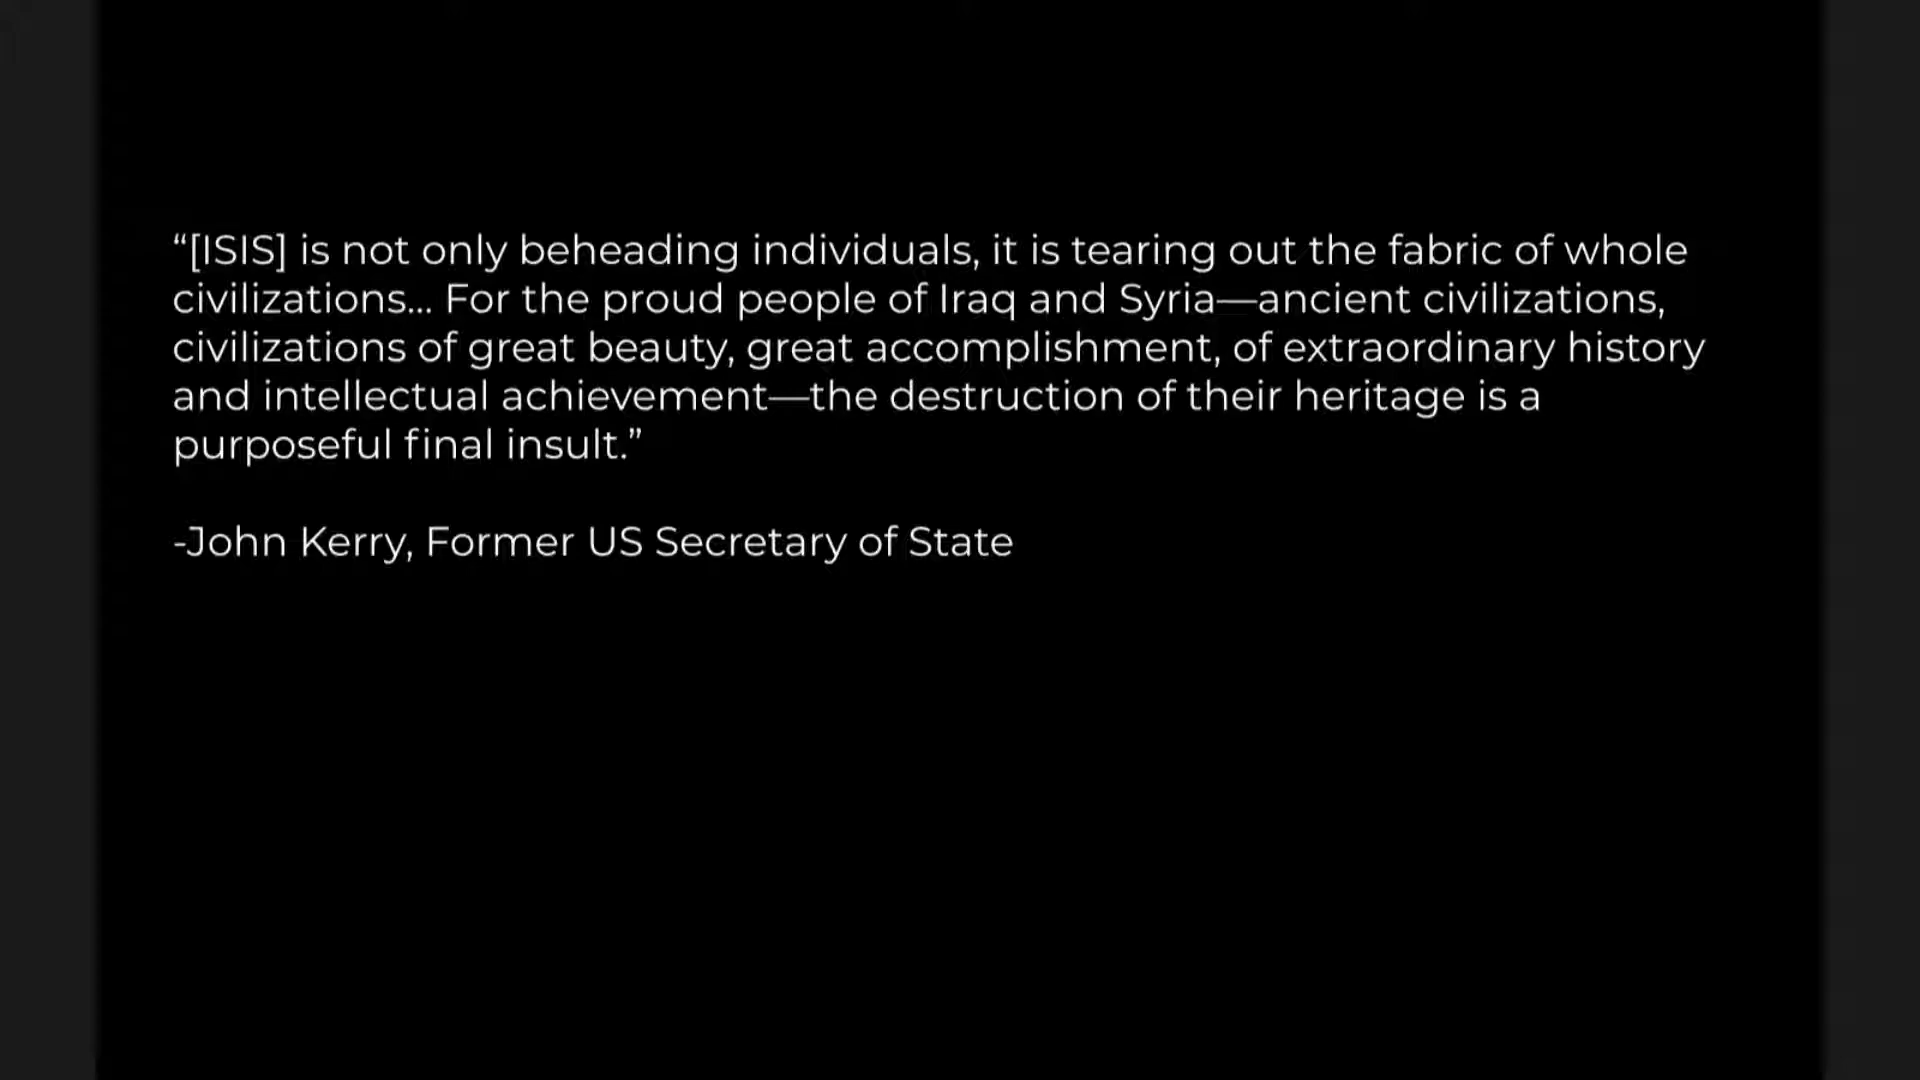 “[ISIS] is not only beheading individuals, it is tearing out the fabric of whole
civilizations... For the proud people of Iraq and Syria—ancient civilizations,
civilizations of great beauty, great accomplishment, of extraordinary history
and intellectual achievement—the destruction of their heritage is a
purposeful final insult.”
-John Kerry, Former US Secretary of State